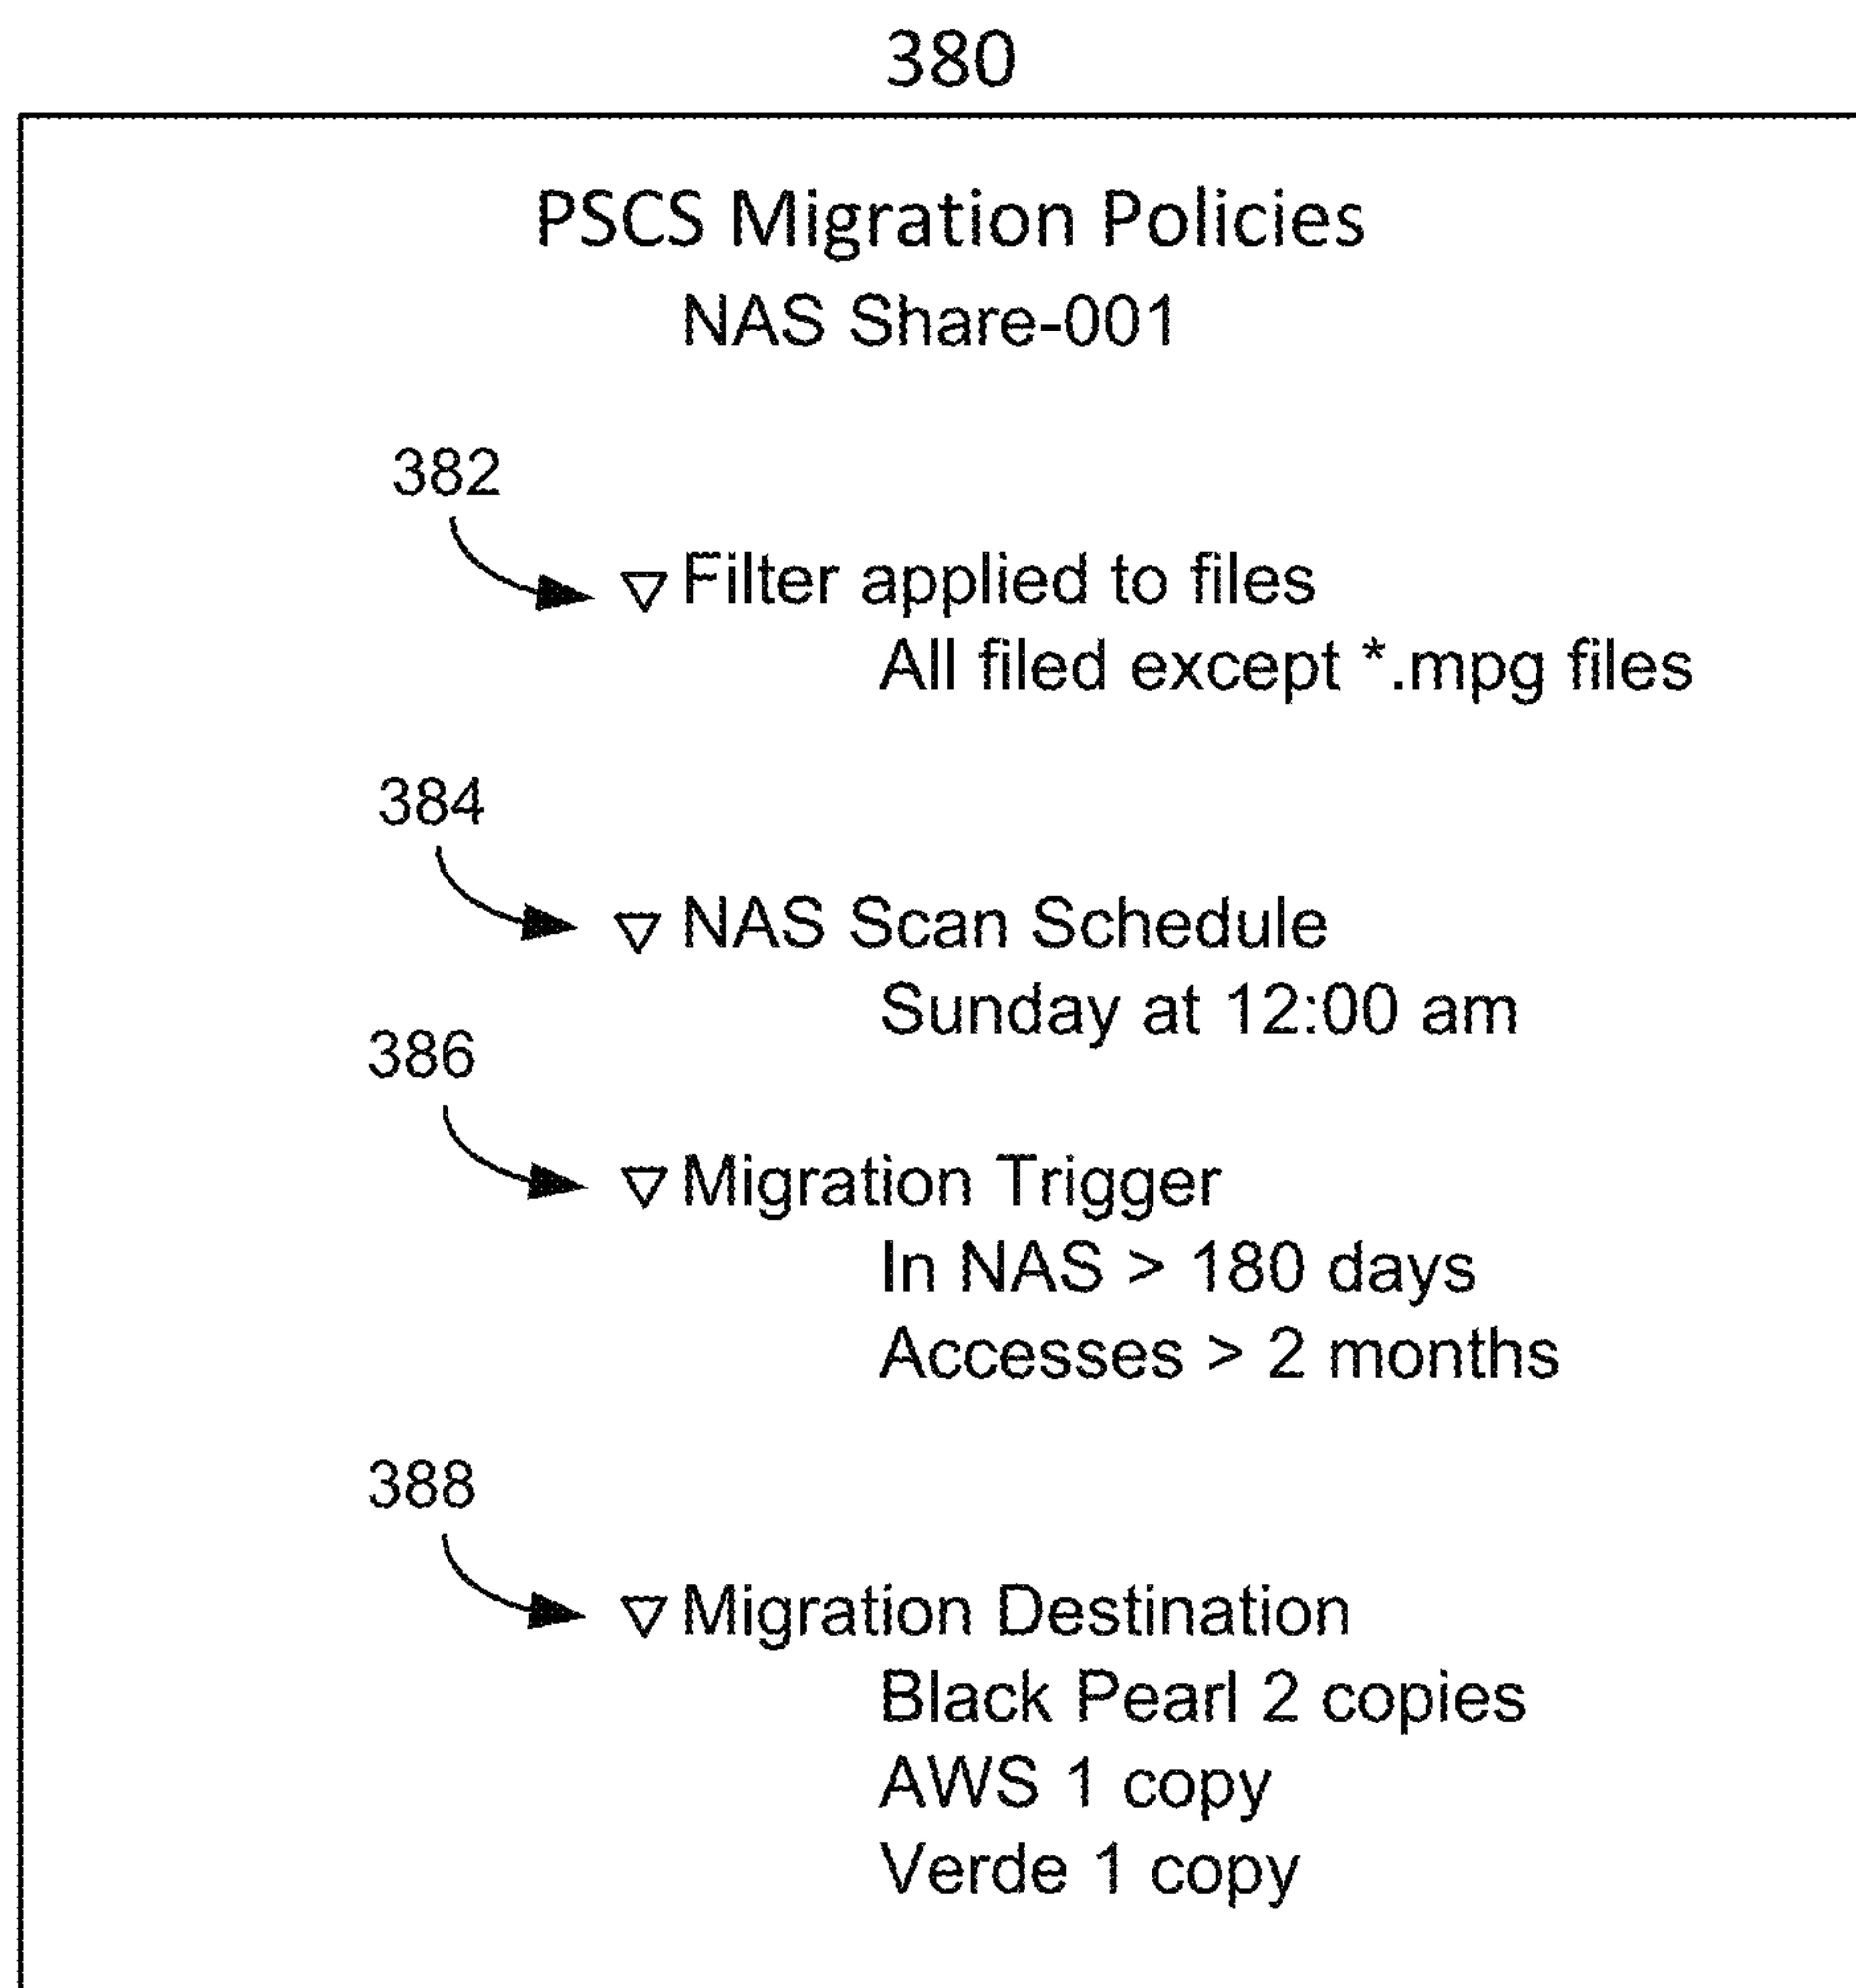 380
PSCS Migration Policies
NAS Share-001
382
Filter applied to files
All filed except *.mpg files
384
NAS Scan Schedule
Sunday at 12:00 am
386
Migration Trigger
In NAS > 180 days
Accesses > 2 months
388
Migration Destination
Black Pearl 2 copies
AWS 1 copy
Verde 1 copy